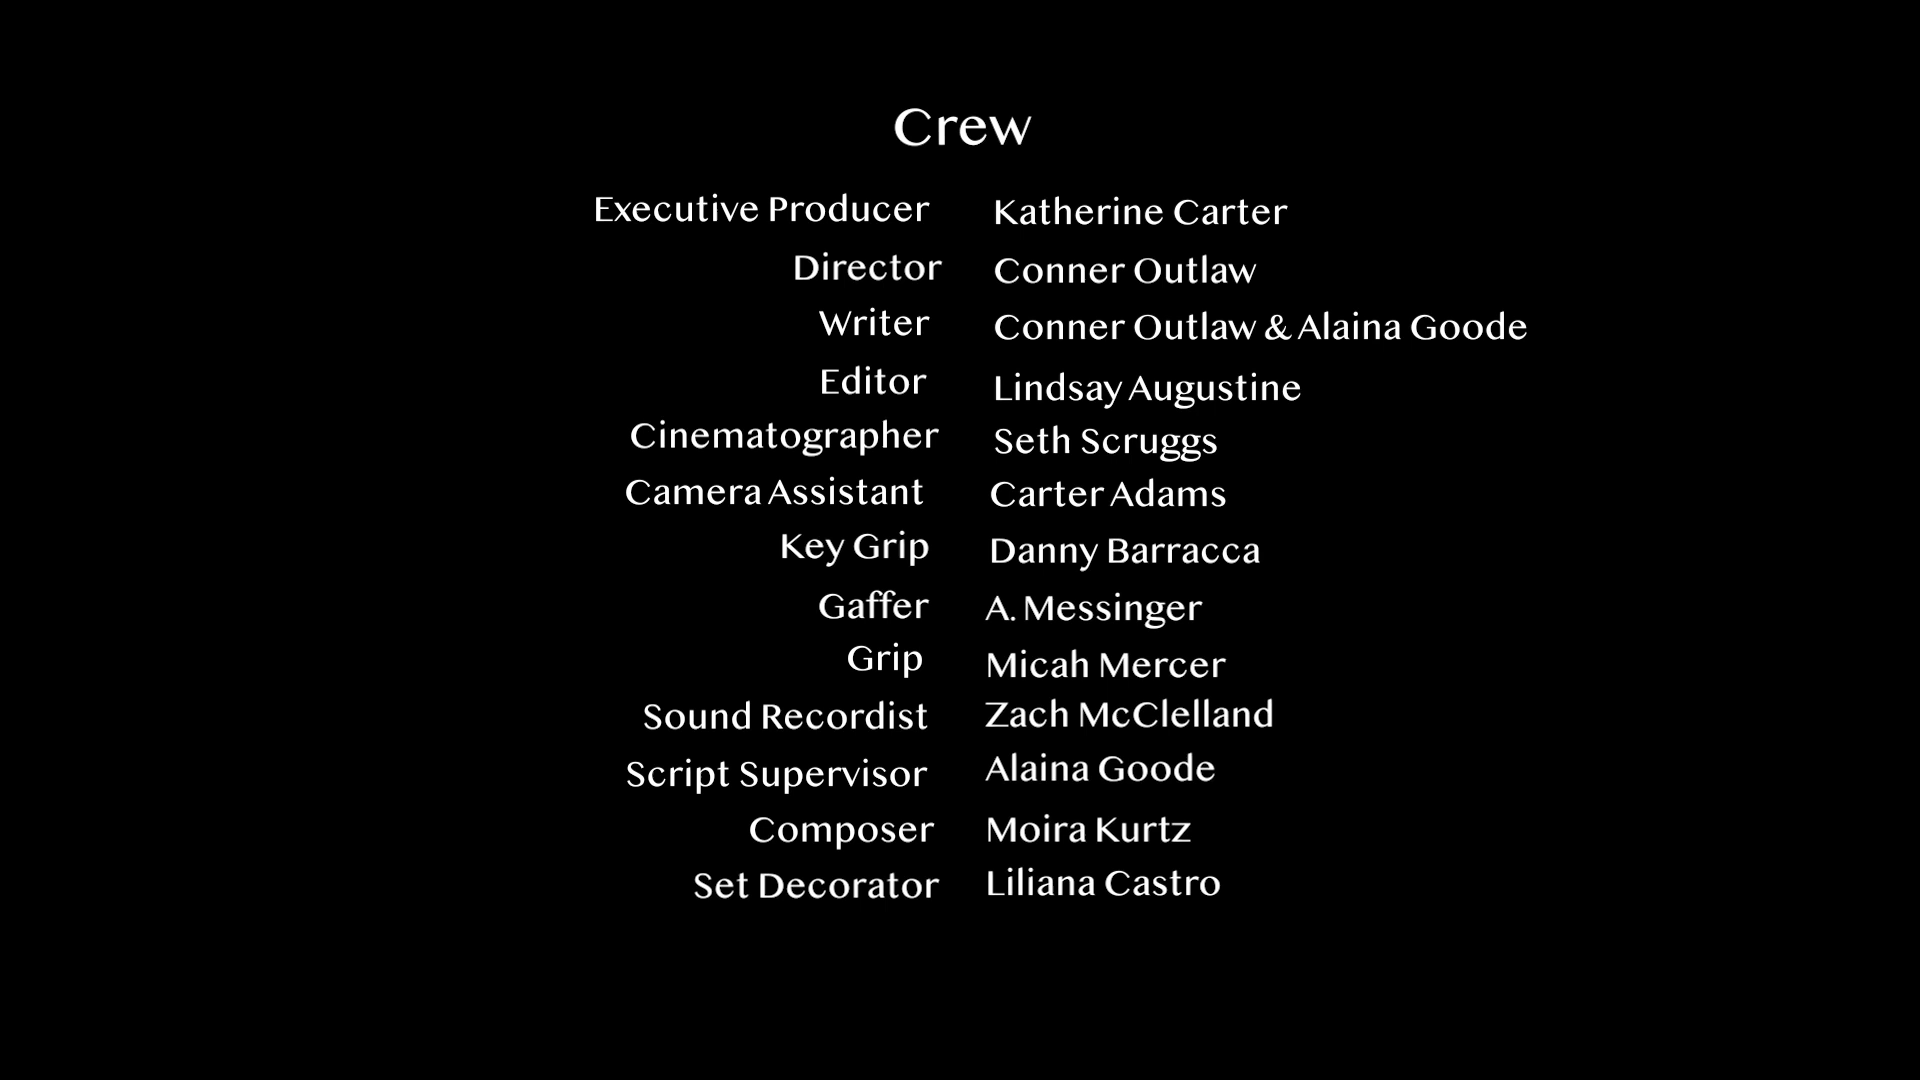 Crew
Executive Producer Katherine Carter
Director Conner Outlaw
Writer Conner Outlaw & Alaina Goode
Editor Lindsay Augustine
Cinematographer Seth Scruggs
Camera Assistant Carter Adams
Key Grip Danny Barracca
Gaffer A. Messinger
Grip Micah Mercer
Sound Recordist Zach McClelland
Script Supervisor Alaina Goode
Composer Moira Kurtz
Set Decorator Liliana Castro